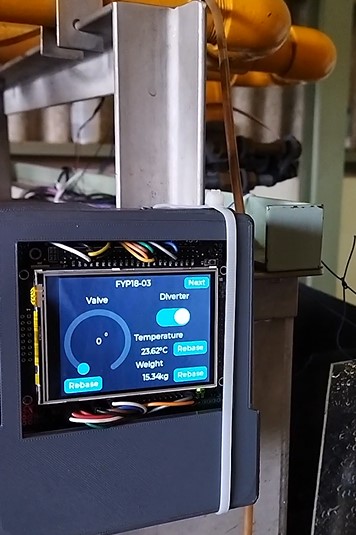 FYP18-03
Next
Valve
Diverter
0°
Temperature
23.62°C
Rebase
Weight
15.34kg
Rebase
Rebase